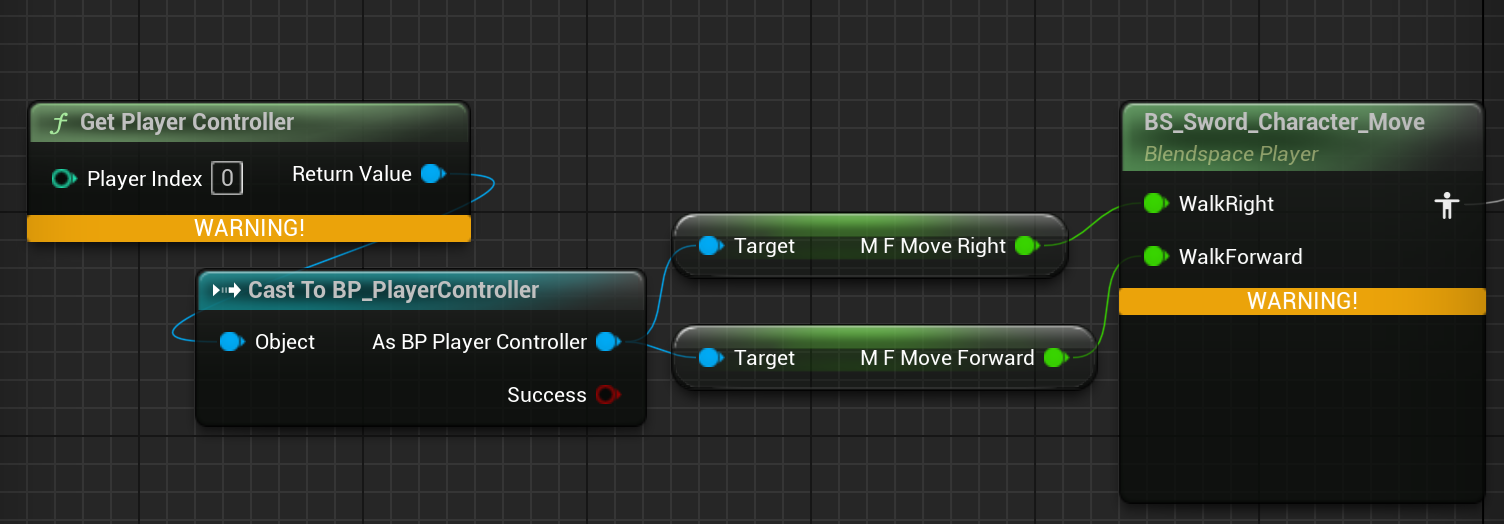 Get Player Controller
Player Index 0
Return Value
WARNING!
Cast To BP_PlayerController
Object
As BP Player Controller
Success
Target
M F Move Right
Target
M F Move Forward
BS_Sword_Character_Move
Blendspace Player
WalkRight
WalkForward
WARNING!